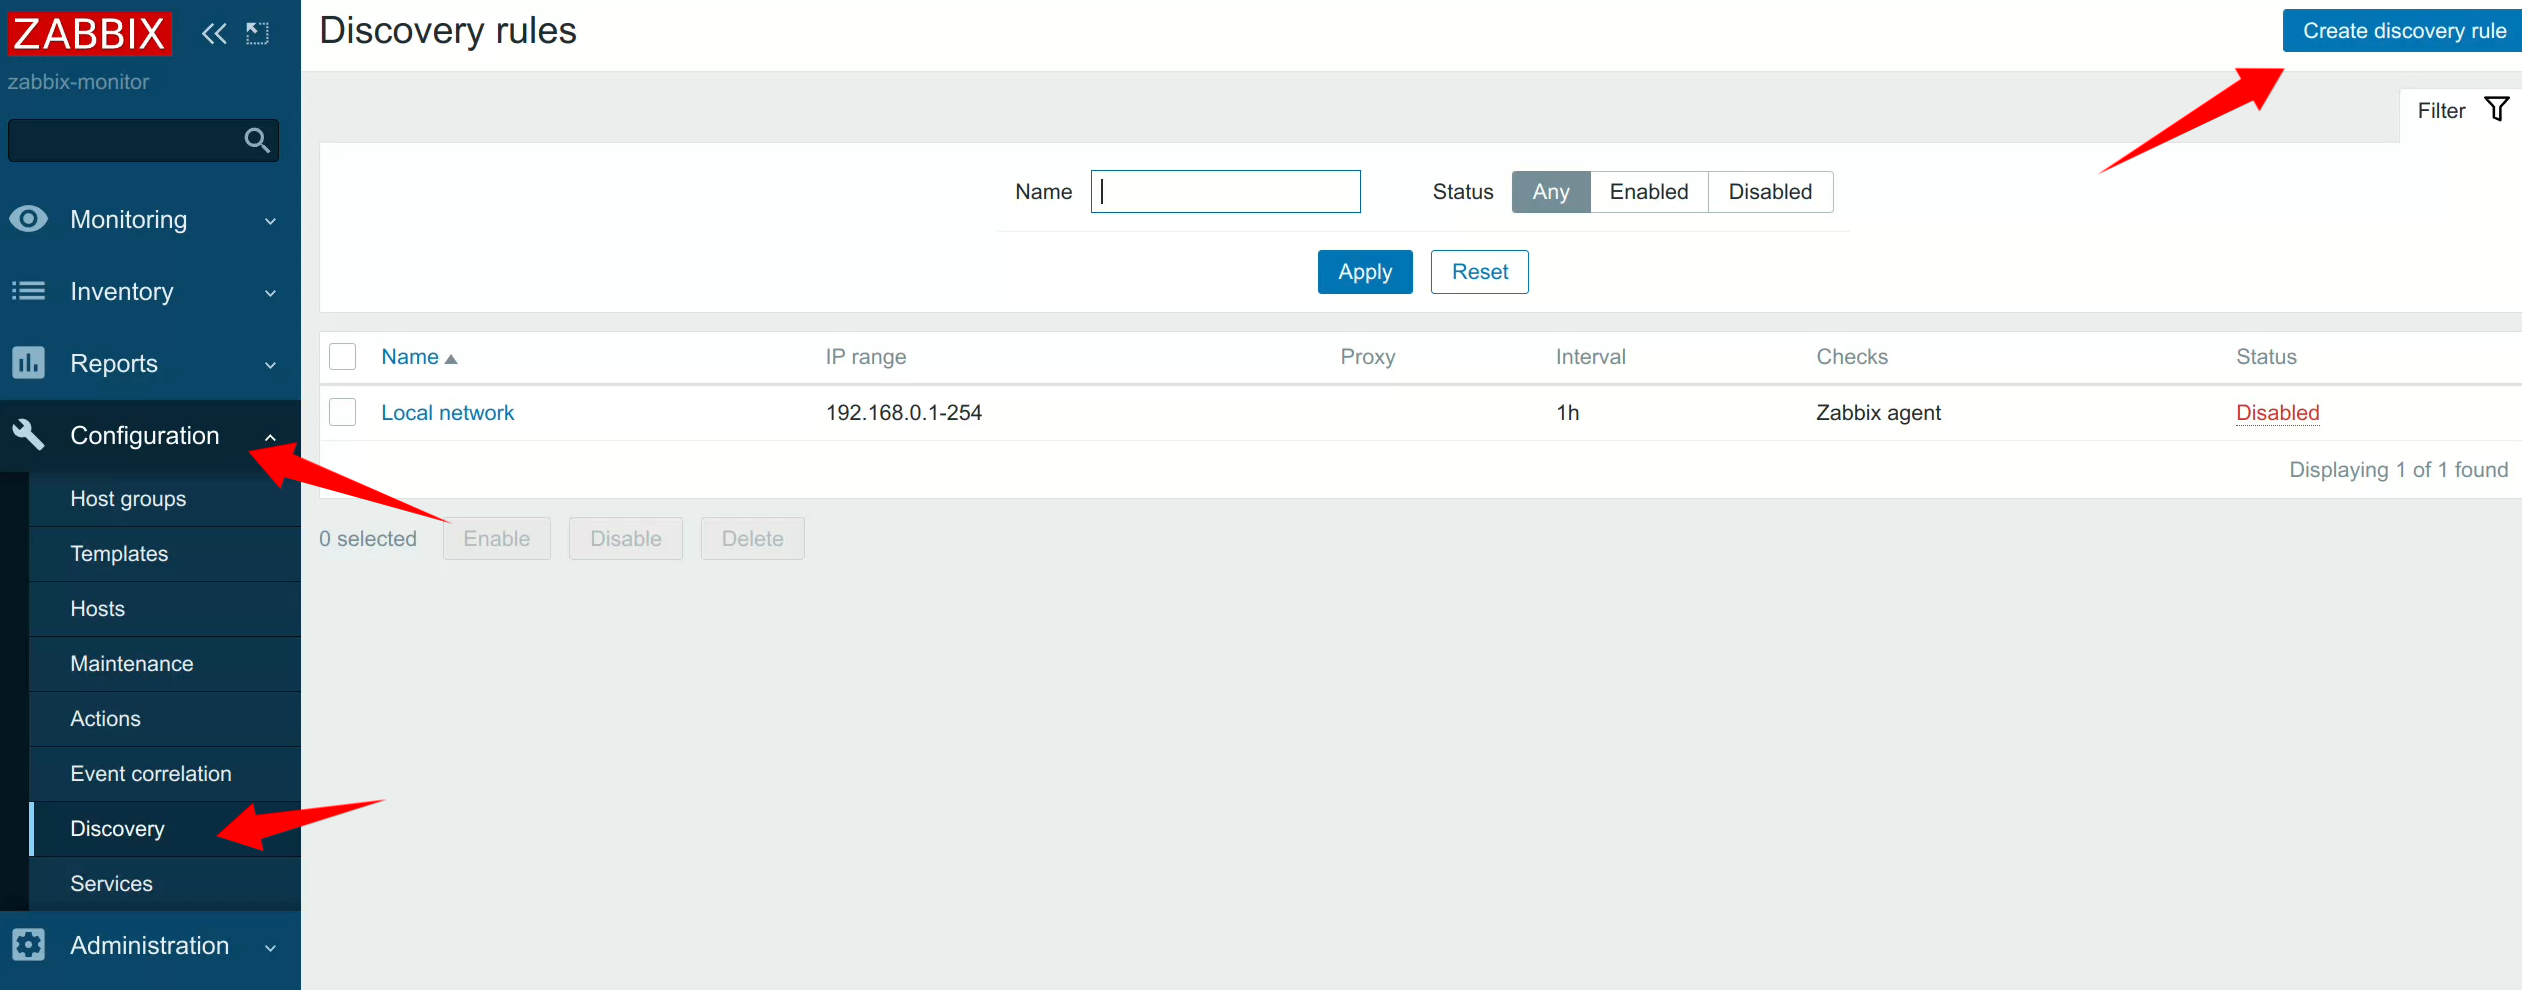 ZABBIX
zabbix-monitor
Monitoring
Inventory
Reports
Configuration
Host groups
Templates
Hosts
Maintenance
Actions
Event correlation
Discovery
Services
Administration
Discovery rules
Create discovery rule
Filter
Name
Status Any Enabled Disabled
Apply Reset
Name IP range Proxy Interval Checks Status
Local network 192.168.0.1-254 1h Zabbix agent Disabled
Displaying 1 of 1 found
0 selected Enable Disable Delete